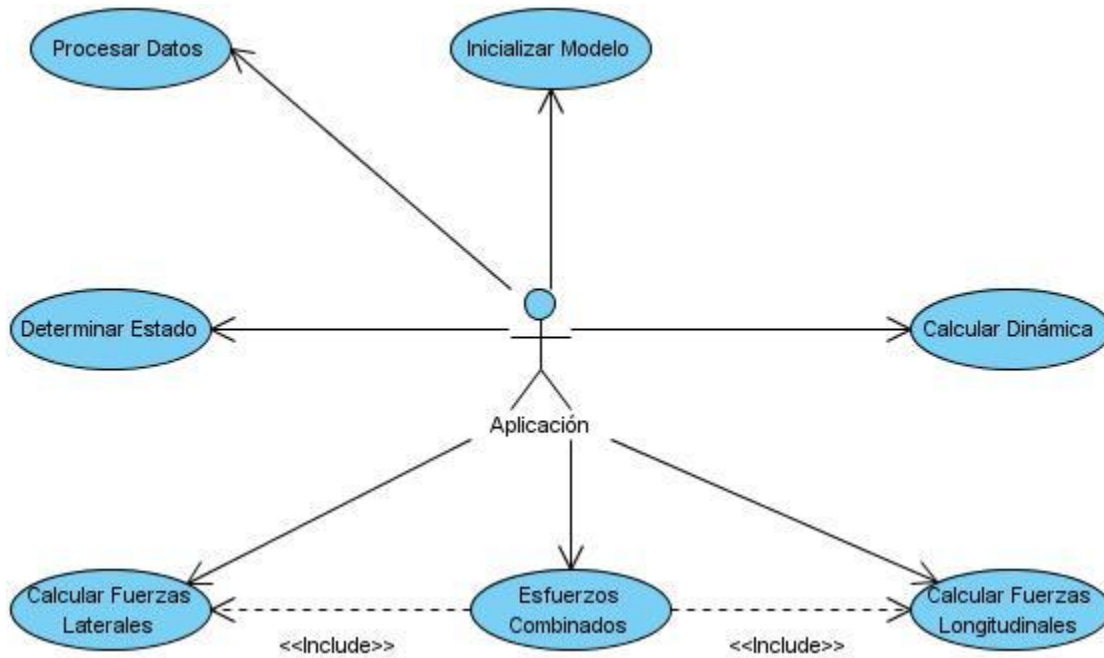 Procesar Datos
Inicializar Modelo
Determinar Estado
Calcular Dinámica
Aplicación
Calcular Fuerzas
Laterales
Esfuerzos
Combinados
Calcular Fuerzas
Longitudinales
<<Include>>
<<Include>>